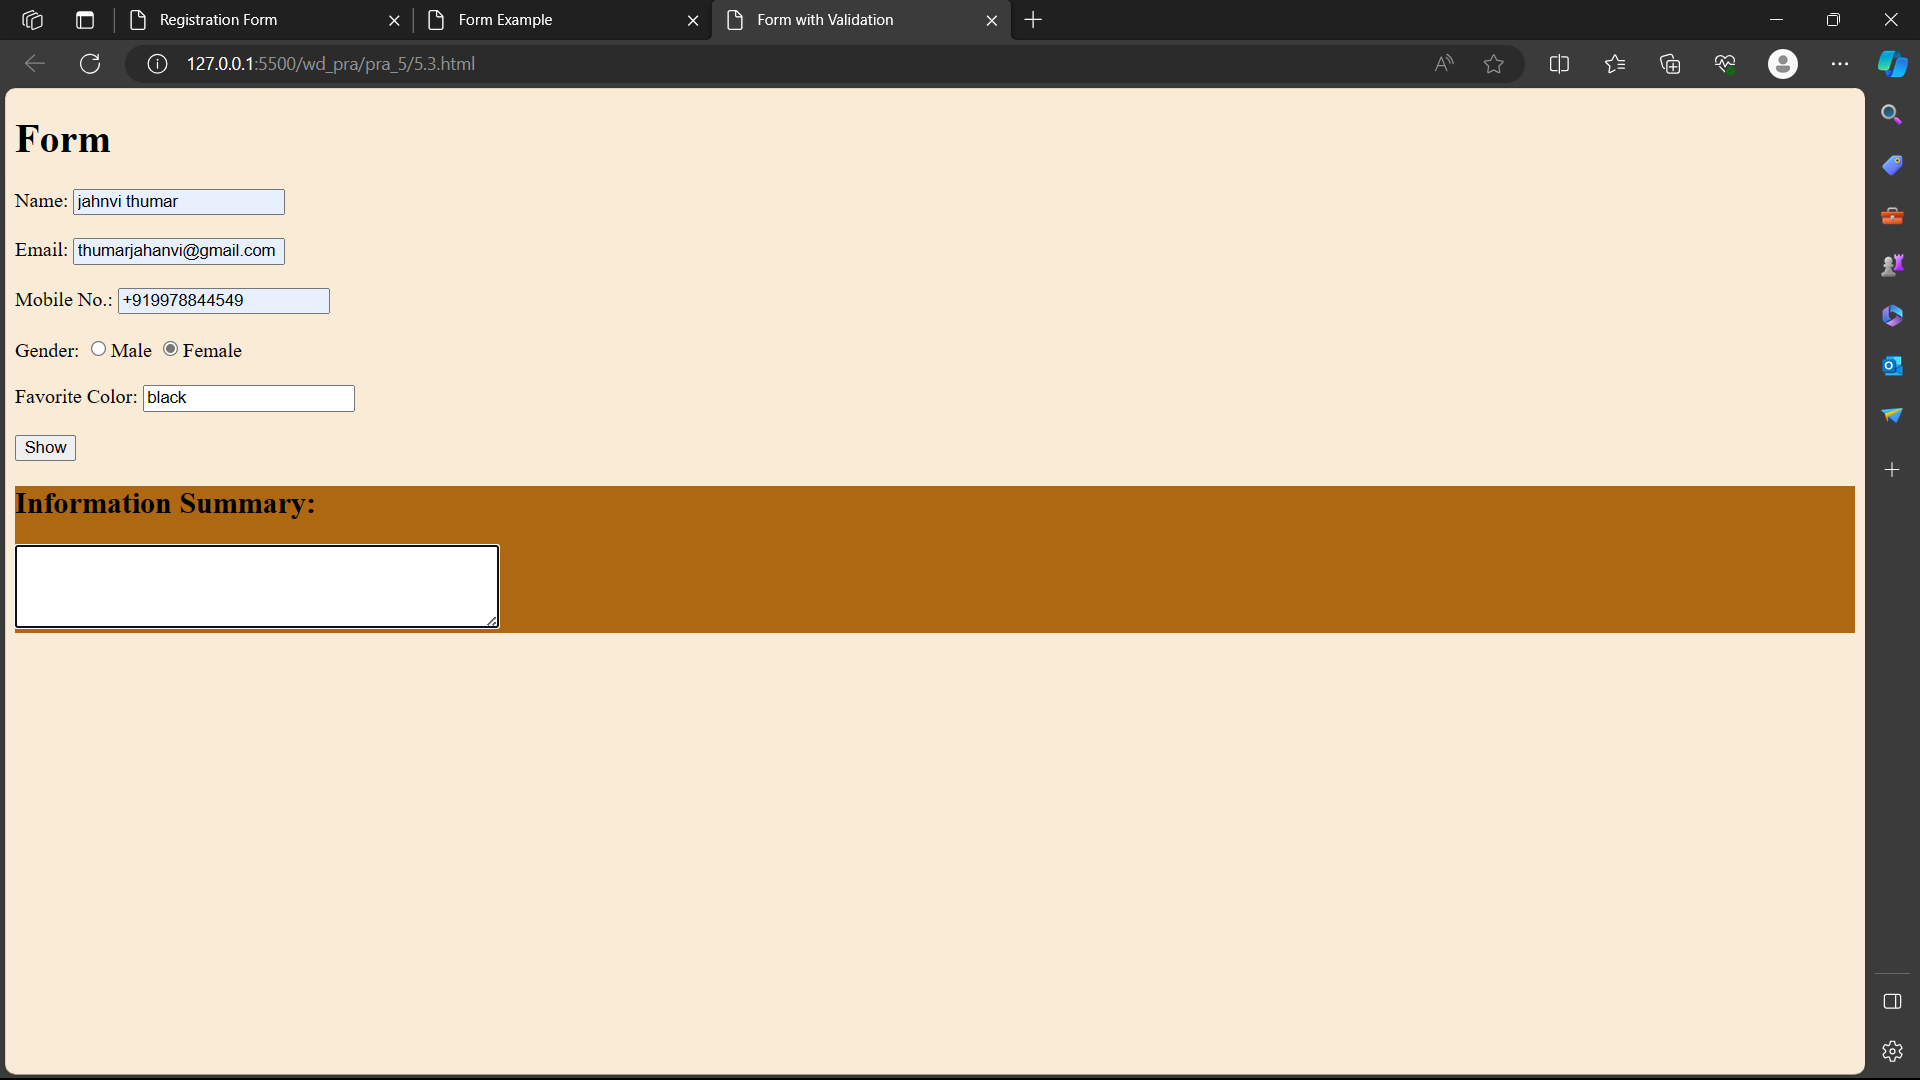 Registration Form
Form Example
Form with Validation
127.0.0.1:5500/wd_pra/pra_5/5.3.html
Form
Name: jahnvi thumar
Email: thumarjahanvi@gmail.com
Mobile No.: +919978844549
Gender: Male Female
Favorite Color: black
Show
Information Summary: